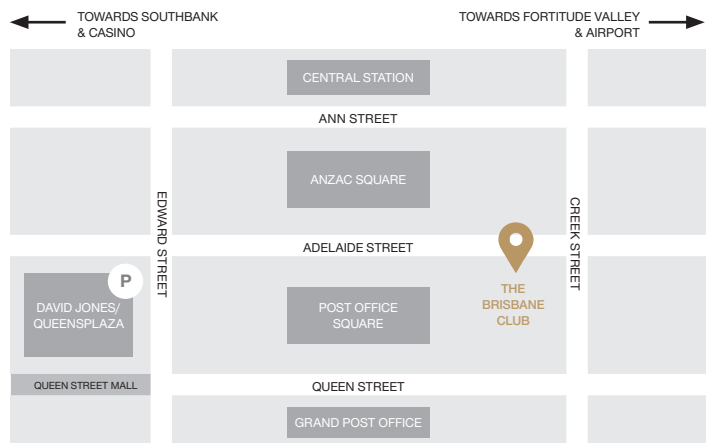 TOWARDS SOUTHBANK
& CASINO
TOWARDS FORTITUDE VALLEY
& AIRPORT
CENTRAL STATION
ANN STREET
ANZAC SQUARE
EDWARD STREET
CREEK STREET
ADELAIDE STREET
P
DAVID JONES/
QUEENSPLAZA
POST OFFICE
SQUARE
THE
BRISBANE
CLUB
QUEEN STREET MALL
QUEEN STREET
GRAND POST OFFICE